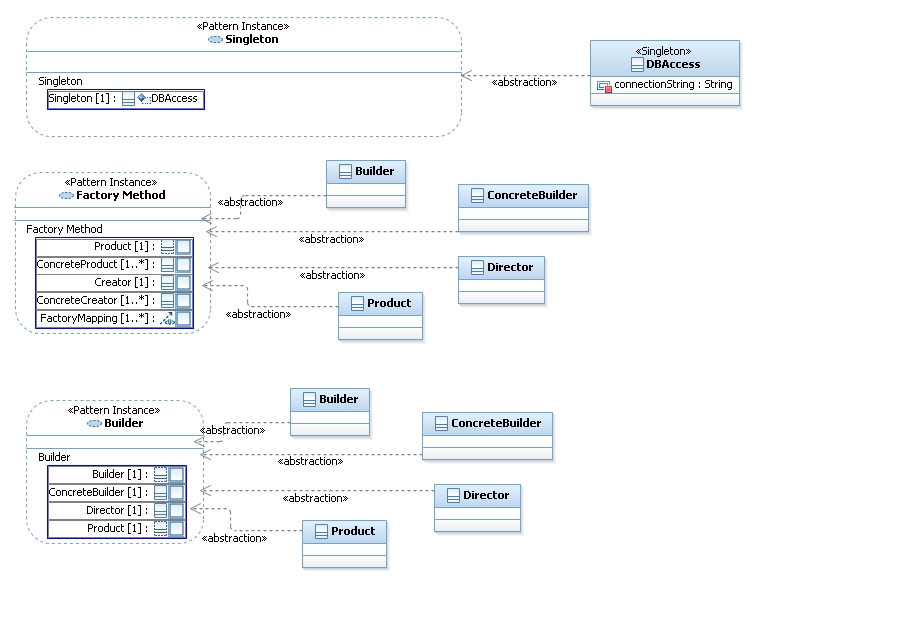 «Pattern Instance»
Singleton
Singleton
Singleton [1] : DBAccess
«abstraction»
«Singleton»
DBAccess
connectionString : String
«Pattern Instance»
Factory Method
Factory Method
Product [1] :
ConcreteProduct [1..*] :
Creator [1] :
ConcreteCreator [1..*] :
FactoryMapping [1..*] :
Builder
«abstraction»
ConcreteBuilder
«abstraction»
Director
«abstraction»
Product
«abstraction»
«Pattern Instance»
Builder
Builder
Builder [1] :
ConcreteBuilder [1] :
Director [1] :
Product [1] :
Builder
«abstraction»
ConcreteBuilder
«abstraction»
Director
«abstraction»
Product
«abstraction»